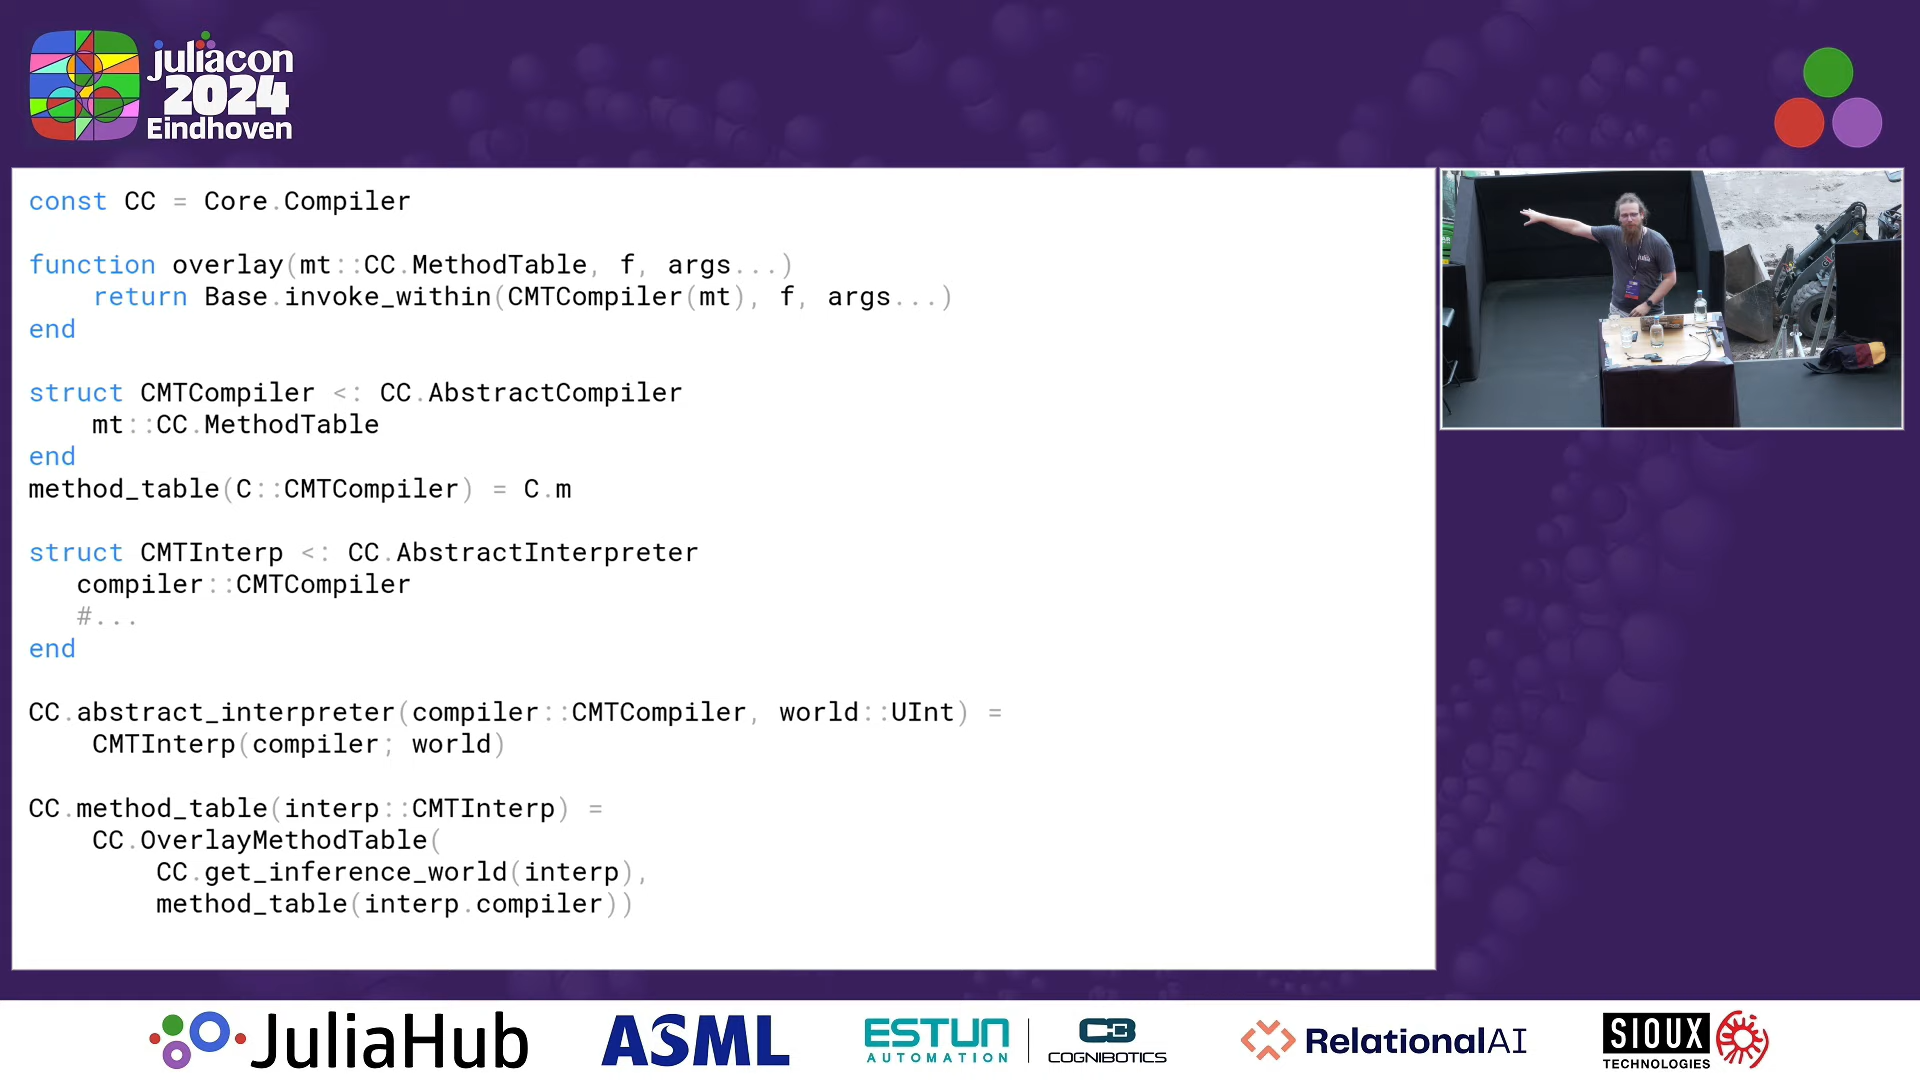 juliacon
2024
Eindhoven
const CC = Core.Compiler
function overlay(mt::CC.MethodTable, f, args...)
    return Base.invoke_within(CMTCompiler(mt), f, args...)
end
struct CMTCompiler <: CC.AbstractCompiler
    mt::CC.MethodTable
end
method_table(C::CMTCompiler) = C.m
struct CMTInterp <: CC.AbstractInterpreter
   compiler::CMTCompiler
   #...
end
CC.abstract_interpreter(compiler::CMTCompiler, world::UInt) =
    CMTInterp(compiler; world)
CC.method_table(interp::CMTInterp) =
    CC.OverlayMethodTable(
        CC.get_inference_world(interp),
        method_table(interp.compiler))
JuliaHub
ASML
ESTUN
AUTOMATION
COGNIBOTICS
RelationalAI
SIOUX
TECHNOLOGIES